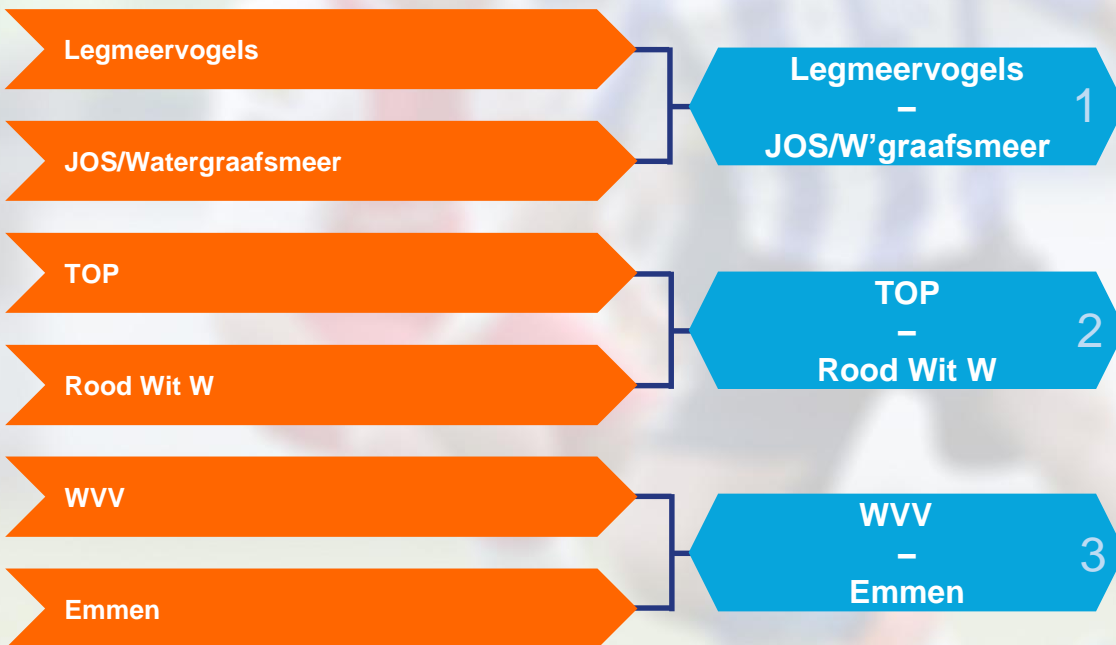 Legmeervogels
JOS/Watergraafsmeer
TOP
Rood Wit W
WVV
Emmen
Legmeervogels
–
JOS/W’graafsmeer
1
TOP
–
Rood Wit W
2
WVV
–
Emmen
3